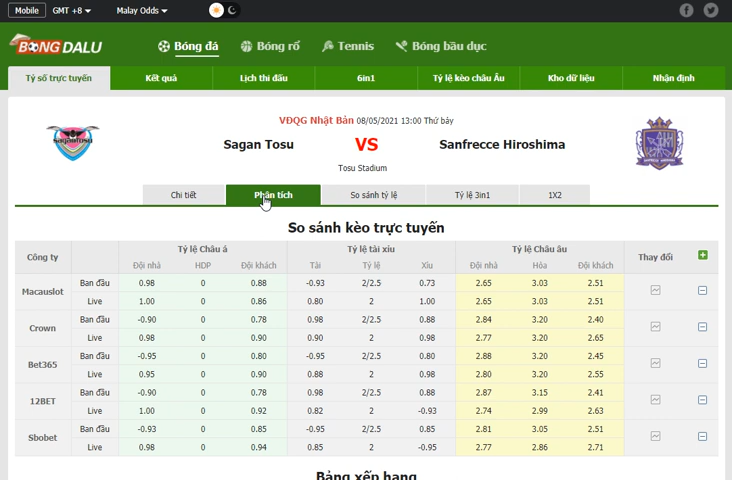 Mobile GMT +8 Malay Odds
BONGDALU Bóng đá Bóng rổ Tennis Bóng bầu dục
Tỷ số trực tuyến Kết quả Lịch thi đấu 6in1 Tỷ lệ kèo châu Âu Kho dữ liệu Nhận định
VĐQG Nhật Bản 08/05/2021 13:00 Thứ bảy
Sagan Tosu VS Sanfrecce Hiroshima
Tosu Stadium
Chi tiết Phân tích So sánh tỷ lệ Tỷ lệ 3in1 1X2
So sánh kèo trực tuyến
Công ty Tỷ lệ Châu á Tỷ lệ tài xỉu Tỷ lệ Châu âu Thay đổi
Đội nhà HDP Đội khách Tài Tỷ lệ Xỉu Đội nhà Hòa Đội khách
Macauslot Ban đầu 0.98 0 0.88 -0.93 2/2.5 0.73 2.65 3.03 2.51
Live 1.00 0 0.86 0.80 2 1.00 2.65 3.03 2.51
Crown Ban đầu -0.90 0 0.78 0.98 2/2.5 0.88 2.84 3.20 2.40
Live 0.98 0 0.90 0.90 2 0.98 2.77 3.20 2.65
Bet365 Ban đầu -0.95 0 0.80 -0.95 2/2.5 0.80 2.88 3.20 2.45
Live 0.95 0 0.90 0.88 2 0.98 2.80 3.20 2.55
12BET Ban đầu -0.90 0 0.78 0.98 2/2.5 0.88 2.87 3.15 2.41
Live 1.00 0 0.92 0.82 2 -0.93 2.74 2.99 2.63
Sbobet Ban đầu -0.93 0 0.85 -0.95 2/2.5 0.85 2.81 3.05 2.51
Live 0.98 0 0.94 0.85 2 -0.95 2.77 2.86 2.71
Bảng xếp hạng